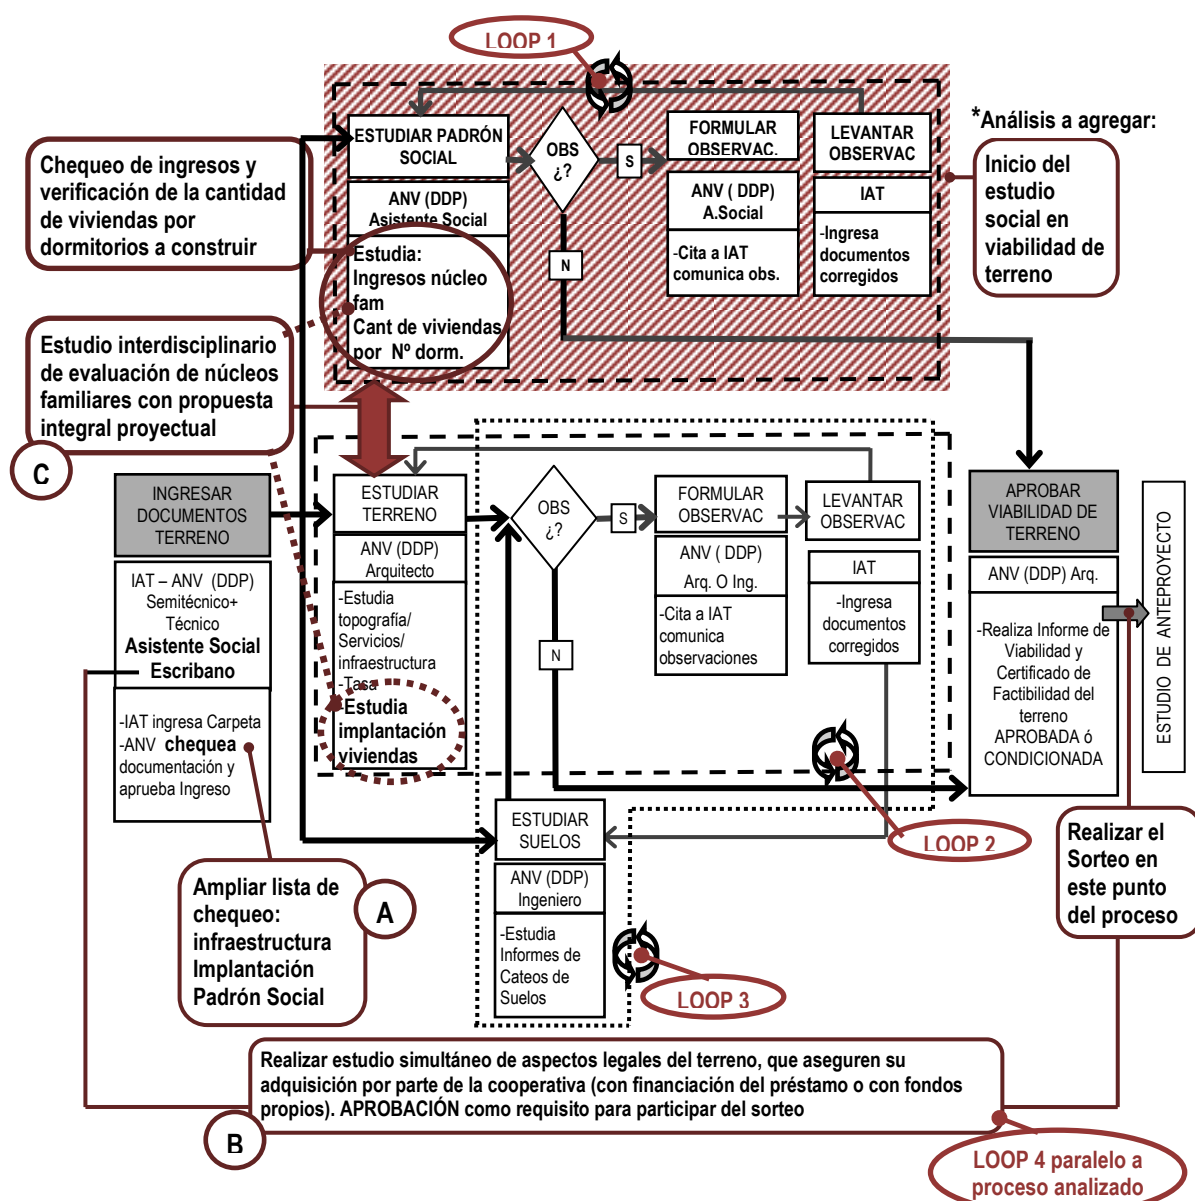 LOOP 1
ESTUDIAR PADRÓN
SOCIAL
ANV (DDP)
Asistente Social
Estudia:
Ingresos núcleo
fam
Cant de viviendas
por Nº dorm.
OBS
¿?
S
N
FORMULAR
OBSERVAC.
ANV ( DDP)
A.Social
-Cita a IAT
comunica obs.
LEVANTAR
OBSERVAC
IAT
-Ingresa
documentos
corregidos
*Análisis a agregar:
Inicio del
estudio
social en
viabilidad de
terreno
Chequeo de ingresos y
verificación de la cantidad
de viviendas por
dormitorios a construir
Estudio interdisciplinario
de evaluación de núcleos
familiares con propuesta
integral proyectual
C
INGRESAR
DOCUMENTOS
TERRENO
IAT – ANV (DDP)
Semitécnico+
Técnico
Asistente Social
Escribano
-IAT ingresa Carpeta
-ANV chequea
documentación y
aprueba Ingreso
ESTUDIAR
TERRENO
ANV (DDP)
Arquitecto
-Estudia
topografía/
Servicios/
infraestructura
-Tasa
-Estudia
implantación
viviendas
OBS
¿?
S
N
FORMULAR
OBSERVAC
ANV ( DDP)
Arq. O Ing.
-Cita a IAT
comunica
observaciones
LEVANTAR
OBSERVAC
IAT
-Ingresa
documentos
corregidos
APROBAR
VIABILIDAD DE
TERRENO
ANV (DDP) Arq.
-Realiza Informe de
Viabilidad y
Certificado de
Factibilidad del
terreno
APROBADA ó
CONDICIONADA
ESTUDIO DE ANTEPROYECTO
ESTUDIAR
SUELOS
ANV (DDP)
Ingeniero
-Estudia
Informes de
Cateos de
Suelos
LOOP 2
LOOP 3
Realizar el
Sorteo en
este punto
del proceso
Ampliar lista de
chequeo:
infraestructura
Implantación
Padrón Social
A
Realizar estudio simultáneo de aspectos legales del terreno, que aseguren su
adquisición por parte de la cooperativa (con financiación del préstamo o con fondos
propios). APROBACIÓN como requisito para participar del sorteo
B
LOOP 4 paralelo a
proceso analizado